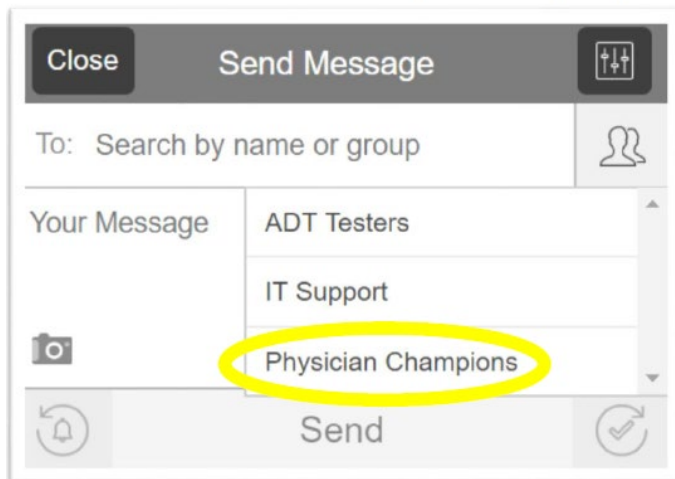 Close Send Message
To: Search by name or group
Your Message
ADT Testers
IT Support
Physician Champions
Send